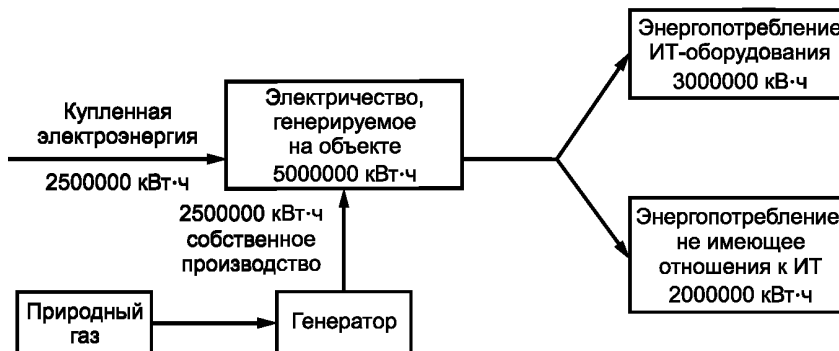 Купленная
электроэнергия
2500000 кВт·ч
Электричество,
генерируемое
на объекте
5000000 кВт·ч
2500000 кВт·ч
собственное
производство
Природный
газ
Генератор
Энергопотребление
ИТ-оборудования
3000000 кВ·ч
Энергопотребление,
не имеющее
отношения к ИТ
2000000 кВт·ч